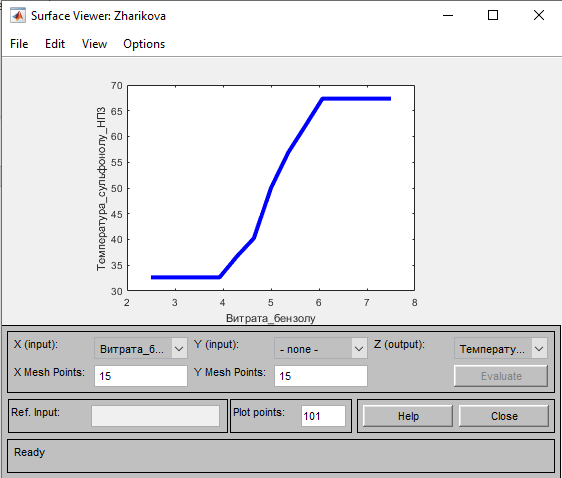 Surface Viewer: Zharikova
File Edit View Options
70
65
60
55
50
45
40
35
30
Температура_сульфонолу_НП3
2 3 4 5 6 7 8
Витрата_бензолу
X (input): Витрата_б... Y (input): - none - Z (output): Температу...
X Mesh Points: 15 Y Mesh Points: 15 Evaluate
Ref. Input: Plot points: 101 Help Close
Ready